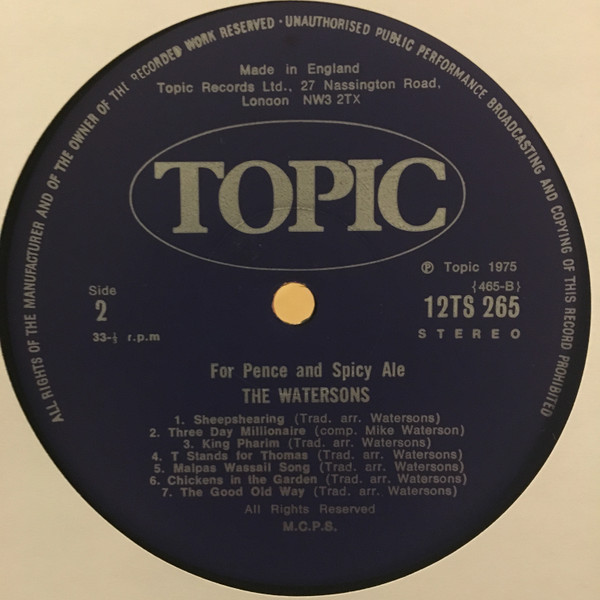 ALL RIGHTS OF THE MANUFACTURER AND OF THE OWNER OF THE RECORDED WORK RESERVED · UNAUTHORISED PUBLIC PERFORMANCE BROADCASTING AND COPYING OF THIS RECORD PROHIBITED
Made in England
Topic Records Ltd., 27 Nassington Road,
London NW3 2TX
TOPIC
℗ Topic 1975
Side
2
33-⅓ r.p.m
{465-B}
12TS 265
STEREO
For Pence and Spicy Ale
THE WATERSONS
1. Sheepshearing (Trad. arr. Watersons)
2. Three Day Millionaire (comp. Mike Waterson)
3. King Pharim (Trad. arr. Watersons)
4. T Stands for Thomas (Trad. arr. Watersons)
5. Malpas Wassail Song (Trad. arr. Watersons)
6. Chickens in the Garden (Trad. arr. Watersons)
7. The Good Old Way (Trad. arr. Watersons)
All Rights Reserved
M.C.P.S.